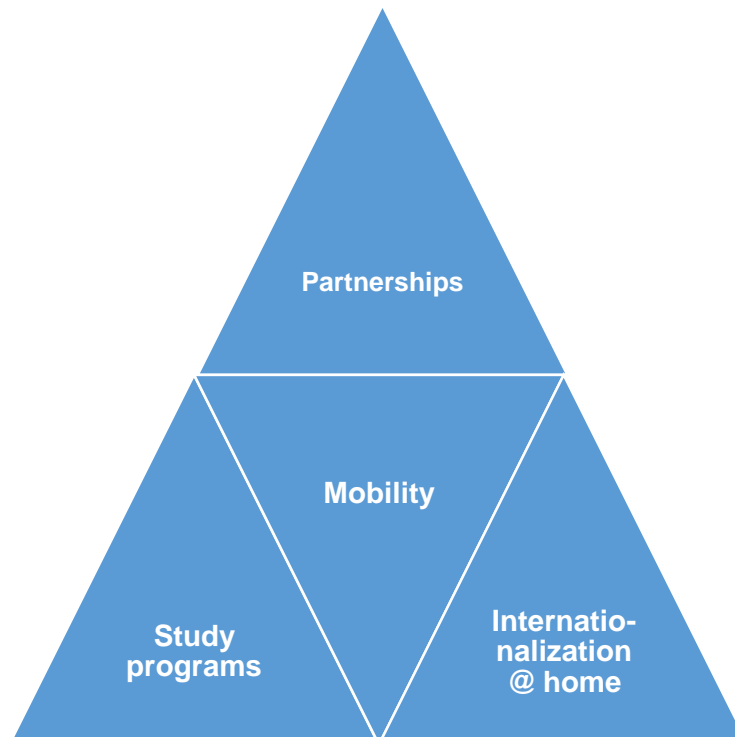 Partnerships
Mobility
Study
programs
Internatio-
nalization
@ home